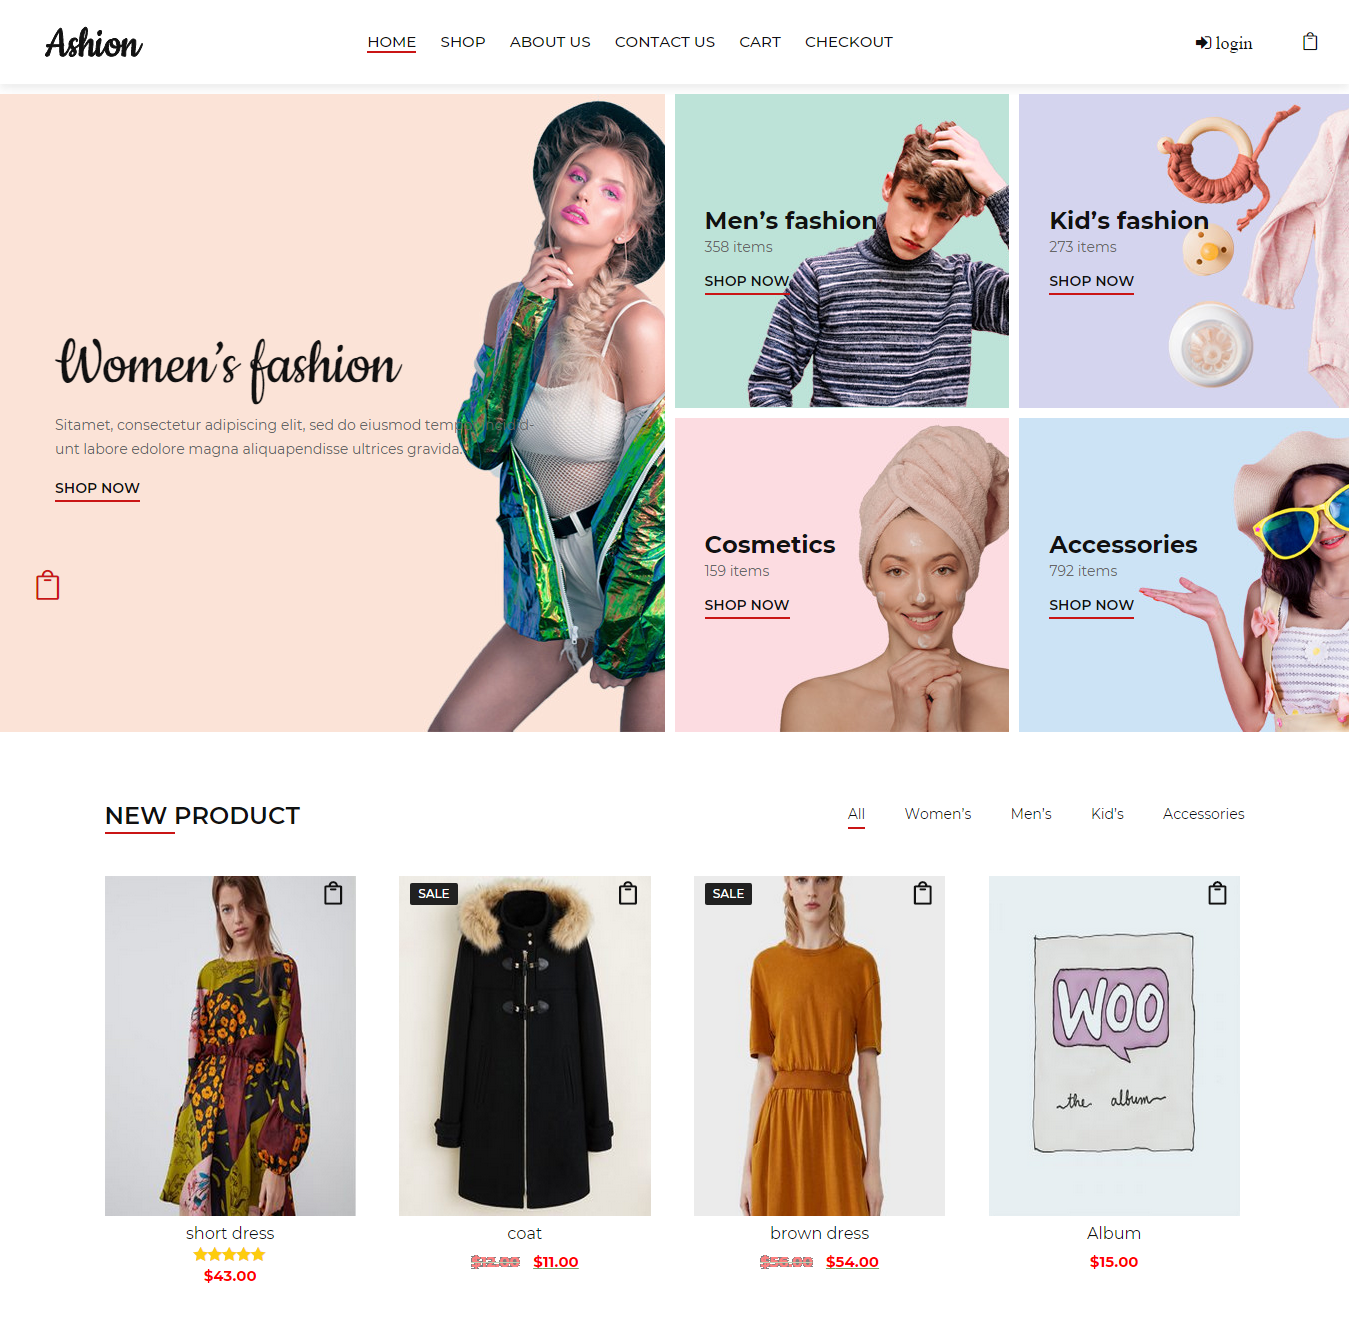 Ashion
HOME SHOP ABOUT US CONTACT US CART CHECKOUT
login
Women's fashion
Sitamet, consectetur adipiscing elit, sed do eiusmod
unt labore edolore magna aliquapendisse ultrices gravida.
SHOP NOW
Men's fashion
358 items
SHOP NOW
Kid's fashion
273 items
SHOP NOW
Cosmetics
159 items
SHOP NOW
Accessories
792 items
SHOP NOW
NEW PRODUCT
All Women's Men's Kid's Accessories
SALE
SALE
WOO
the album
short dress
$43.00
coat
$11.00
brown dress
$54.00
Album
$15.00